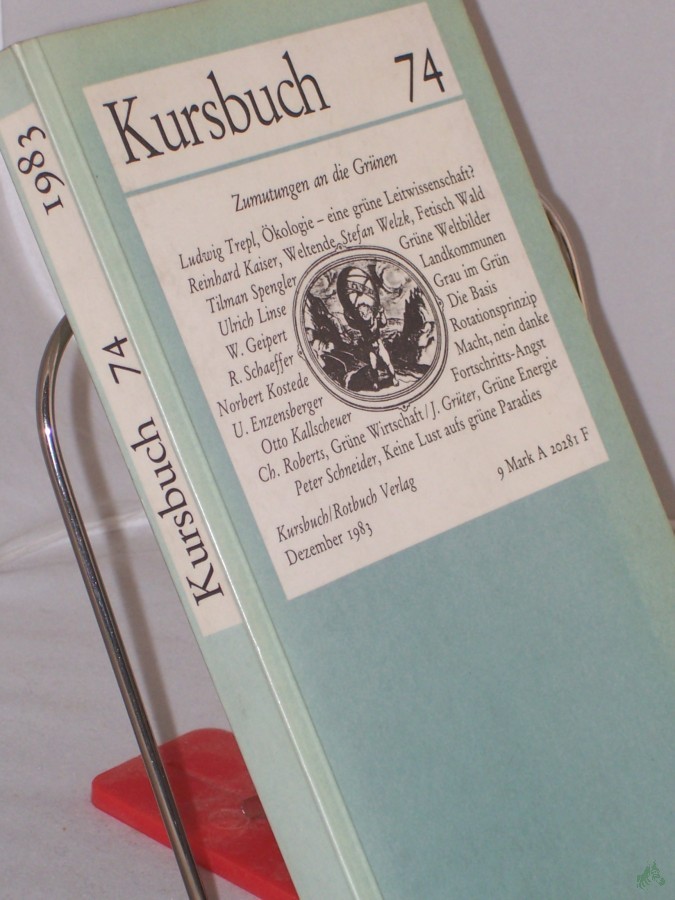 Kursbuch 74
Zumutungen an die Grünen
Ludwig Trepl, Ökologie – eine grüne Leitwissenschaft?
Reinhard Kaiser, Weltende, Stefan Welzk, Fetisch Wald
Tilman Spengler Grüne Weltbilder
Ulrich Linse Landkommunen
W. Geipert Grau im Grün
R. Schaeffer Die Basis
Norbert Kostede Rotationsprinzip
U. Enzensberger Macht, nein danke
Otto Kallscheuer Fortschritts-Angst
Ch. Roberts, Grüne Wirtschaft / J. Grüter, Grüne Energie
Peter Schneider, Keine Lust aufs grüne Paradies
Kursbuch/Rotbuch Verlag
Dezember 1983 9 Mark A 20281 F
Kursbuch 74 1983